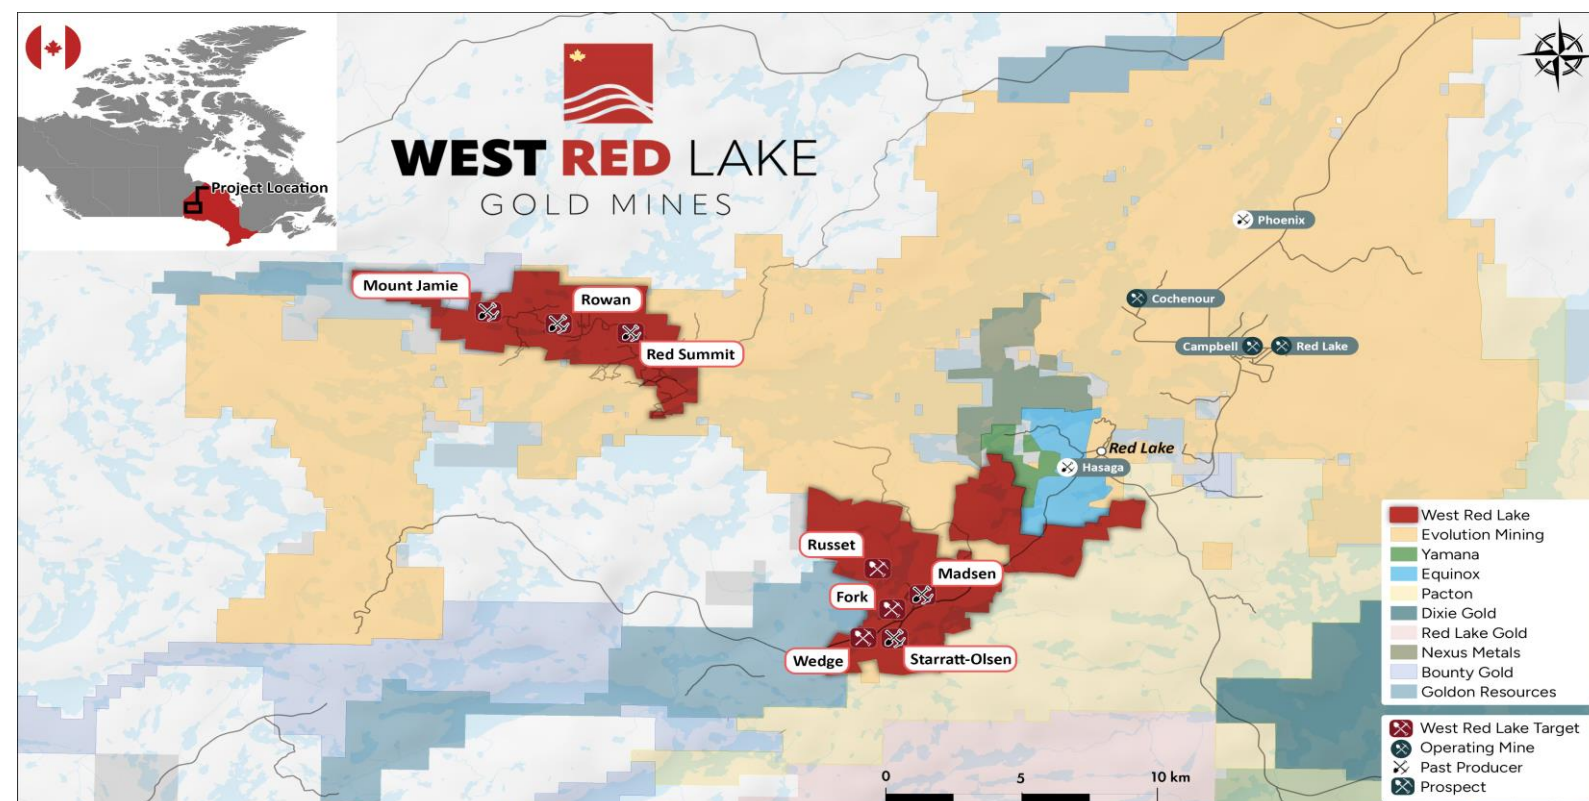 Project Location
WEST RED LAKE
GOLD MINES
Phoenix
Mount Jamie
Rowan
Cochenour
Red Summit
Campbell
Red Lake
Red Lake
Hasaga
Russet
Madsen
Fork
Wedge
Starratt-Olsen
West Red Lake
Evolution Mining
Yamana
Equinox
Pacton
Dixie Gold
Red Lake Gold
Nexus Metals
Bounty Gold
Goldon Resources
West Red Lake Target
Operating Mine
Past Producer
Prospect
0 5 10 km